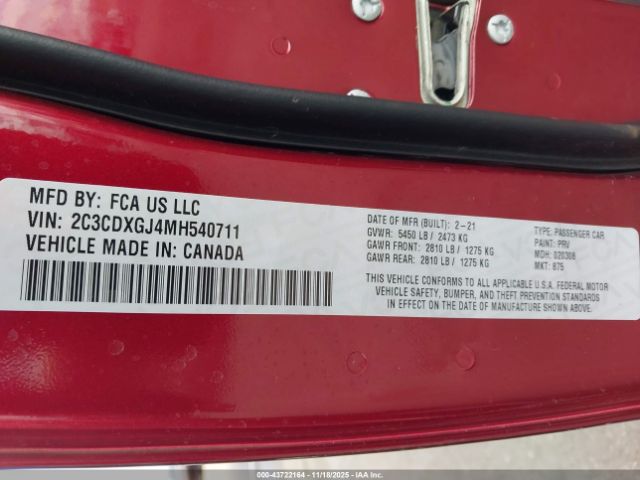 MFD BY: FCA US LLC
VIN: 2C3CDXGJ4MH540711
VEHICLE MADE IN: CANADA
DATE OF MFR (BUILT): 2-21
GVWR: 5450 LB / 2473 KG
GAWR FRONT: 2810 LB / 1275 KG
GAWR REAR: 2810 LB / 1275 KG
TYPE: PASSENGER CAR
PAINT: PRV
MDH: 020308
MKT: 875
THIS VEHICLE CONFORMS TO ALL APPLICABLE U.S.A. FEDERAL MOTOR
VEHICLE SAFETY, BUMPER, AND THEFT PREVENTION STANDARDS
IN EFFECT ON THE DATE OF MANUFACTURE SHOWN ABOVE.
000-43722164 - 11/18/2025 - IAA Inc.